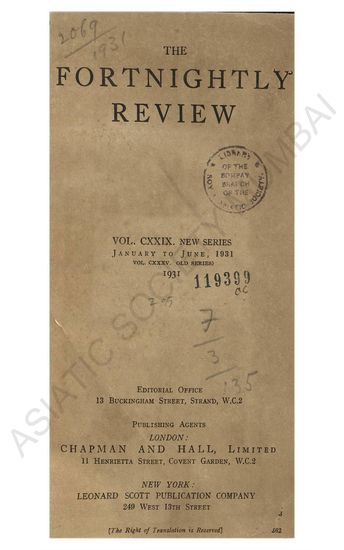 2069
1931
THE
FORTNIGHTLY
REVIEW
LIBRARY
OF THE
BOMBAY
BRANCH
OF THE
ASIATIC SOCIETY
VOL. CXXIX. NEW SERIES
JANUARY TO JUNE, 1931
VOL. CXXXV. OLD SERIES)
1931
119399
7
3
135
EDITORIAL OFFICE
13 BUCKINGHAM STREET, STRAND, W.C.2
PUBLISHING AGENTS
LONDON:
CHAPMAN AND HALL, LIMITED
11 HENRIETTA STREET, COVENT GARDEN, W.C.2
NEW YORK:
LEONARD SCOTT PUBLICATION COMPANY
249 WEST 13TH STREET
[The Right of Translation is Reserved]
ASIATIC SOCIETY MUMBAI